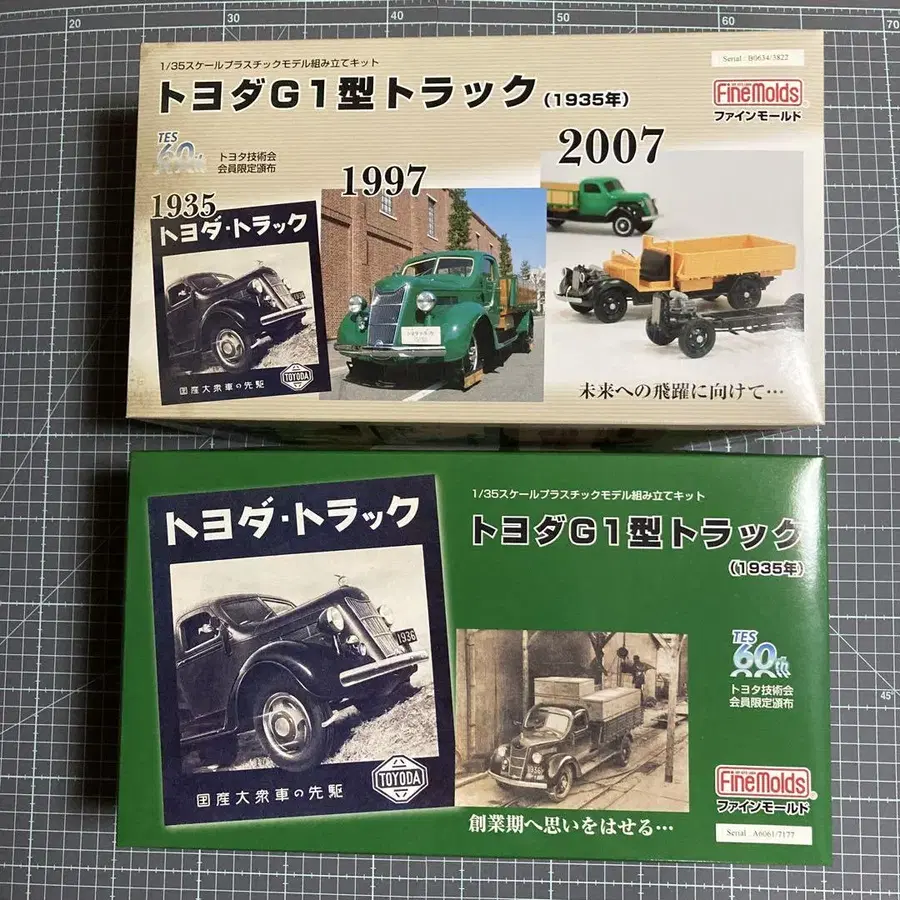 20
30
40
50
60
70
1/35スケールプラスチックモデル組み立てキット
Serial : B0634/3822
トヨダG1型トラック(1935年)
FineMolds
ファインモールド
TES
60th
トヨタ技術会
会員限定頒布
1935
1997
2007
トヨダ・トラック
国産大衆車の先駆
TOYODA
未来への飛躍に向けて…
トヨダ・トラック
1936
国産大衆車の先駆
TOYODA
1/35スケールプラスチックモデル組み立てキット
トヨダG1型トラック
(1935年)
TES
60th
トヨタ技術会
会員限定頒布
1936
創業期へ思いをはせる…
FineMolds
ファインモールド
Serial : A6061/7177
45°